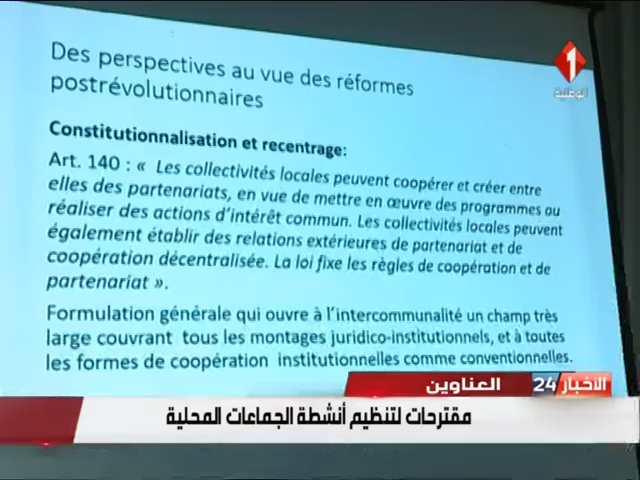 Des perspectives au vue des réformes
postrévolutionnaires
1
الوطنية
Constitutionnalisation et recentrage:
Art. 140 : « Les collectivités locales peuvent coopérer et créer entre
elles des partenariats, en vue de mettre en œuvre des programmes ou
réaliser des actions d'intérêt commun. Les collectivités locales peuvent
également établir des relations extérieures de partenariat et de
coopération décentralisée. La loi fixe les règles de coopération et de
partenariat ».
Formulation générale qui ouvre à l'intercommunalité un champ très
large couvrant tous les montages juridico-institutionnels, et à toutes
les formes de coopération institutionnelles comme conventionnelles.
الأخبار 24 العناوين
مقترحات لتنظيم أنشطة الجماعات المحلية